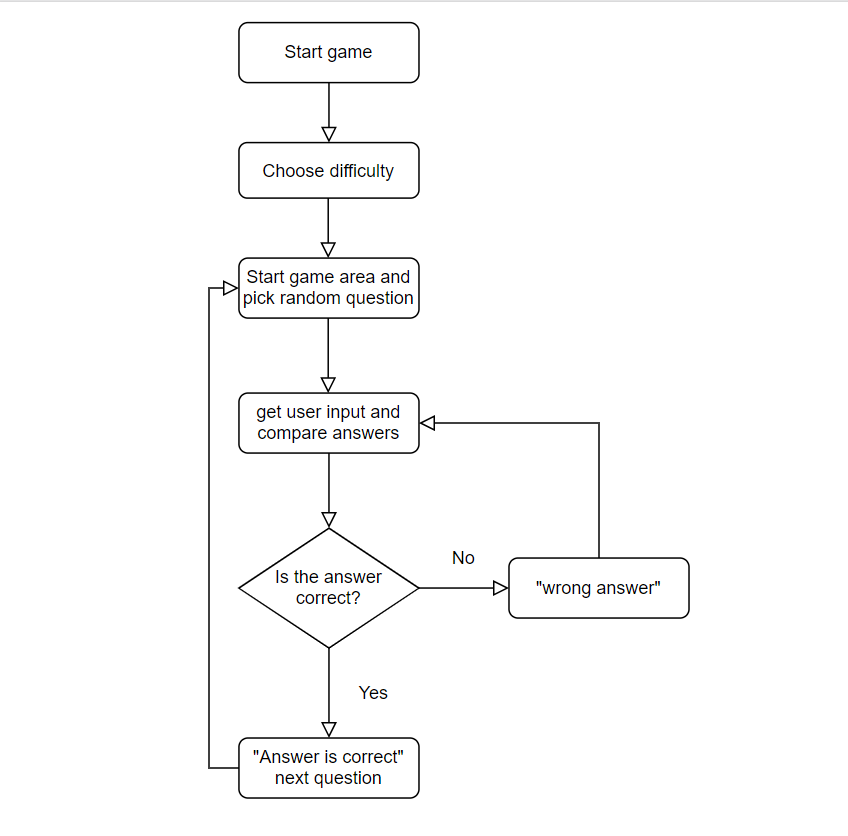 Start game
Choose difficulty
Start game area and
pick random question
get user input and
compare answers
Is the answer
correct?
No
"wrong answer"
Yes
"Answer is correct"
next question